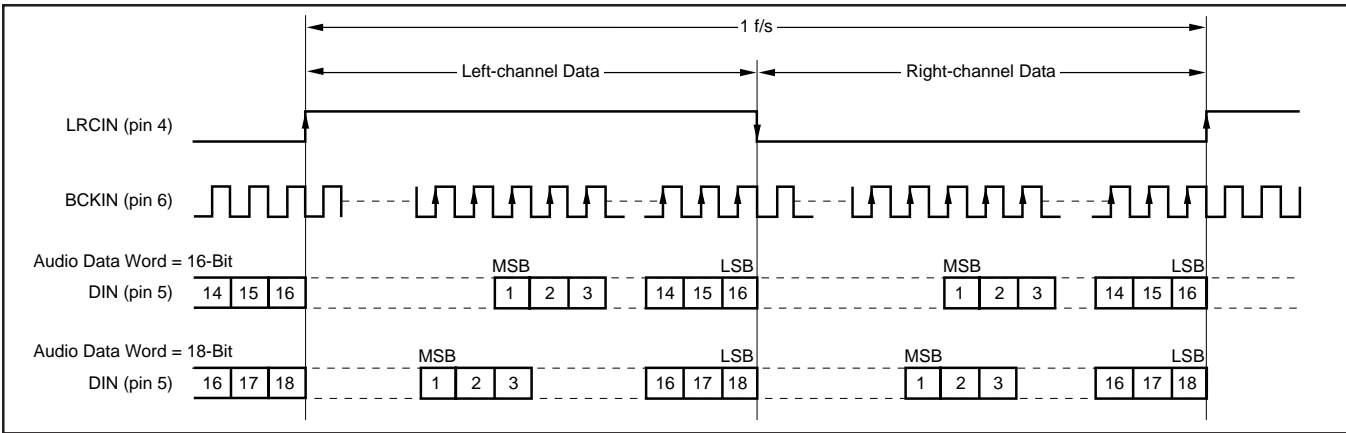 1 f/s
Left-channel Data
Right-channel Data
LRCIN (pin 4)
BCKIN (pin 6)
Audio Data Word = 16-Bit
MSB LSB MSB LSB
DIN (pin 5) 14 15 16 1 2 3 14 15 16 1 2 3 14 15 16
Audio Data Word = 18-Bit
MSB LSB MSB LSB
DIN (pin 5) 16 17 18 1 2 3 16 17 18 1 2 3 16 17 18